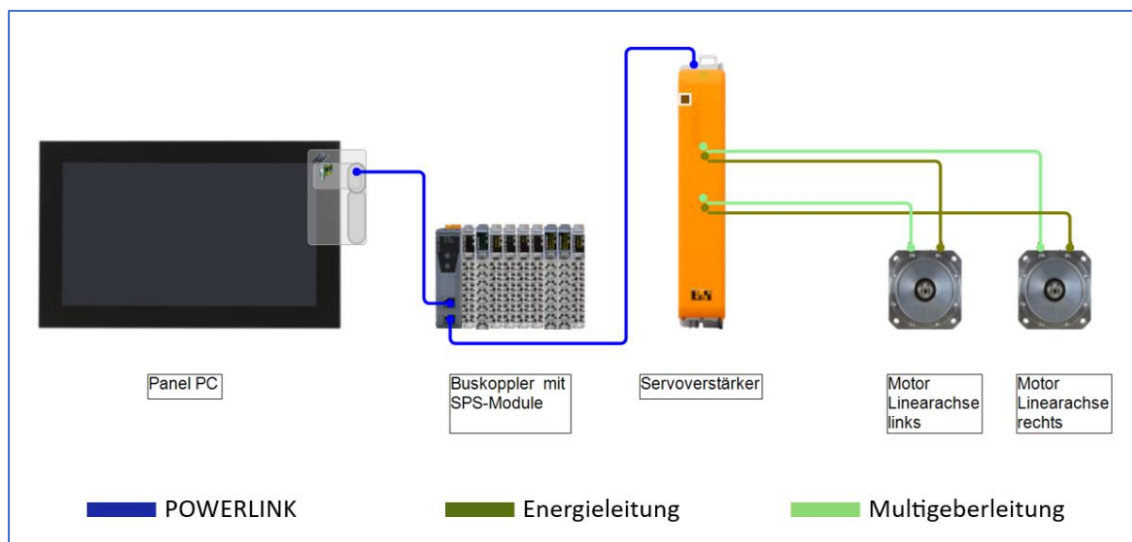 Panel PC
Buskoppler mit
SPS-Module
Servoverstärker
Motor
Linearachse
links
Motor
Linearachse
rechts
POWERLINK
Energieleitung
Multigeberleitung